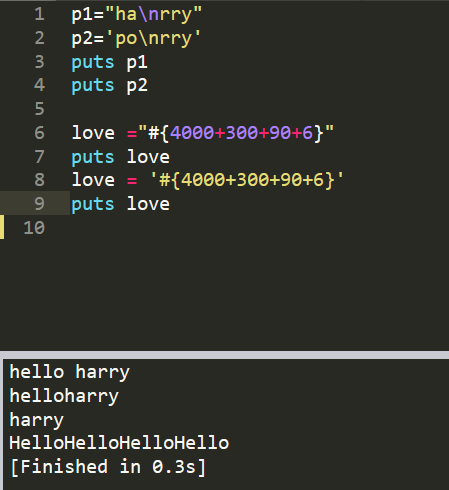 1 p1="ha\nrry"
2 p2='po\nrry'
3 puts p1
4 puts p2
5
6 love ="#{4000+300+90+6}"
7 puts love
8 love = '#{4000+300+90+6}'
9 puts love
10
hello harry
helloharry
harry
HelloHelloHelloHello
[Finished in 0.3s]